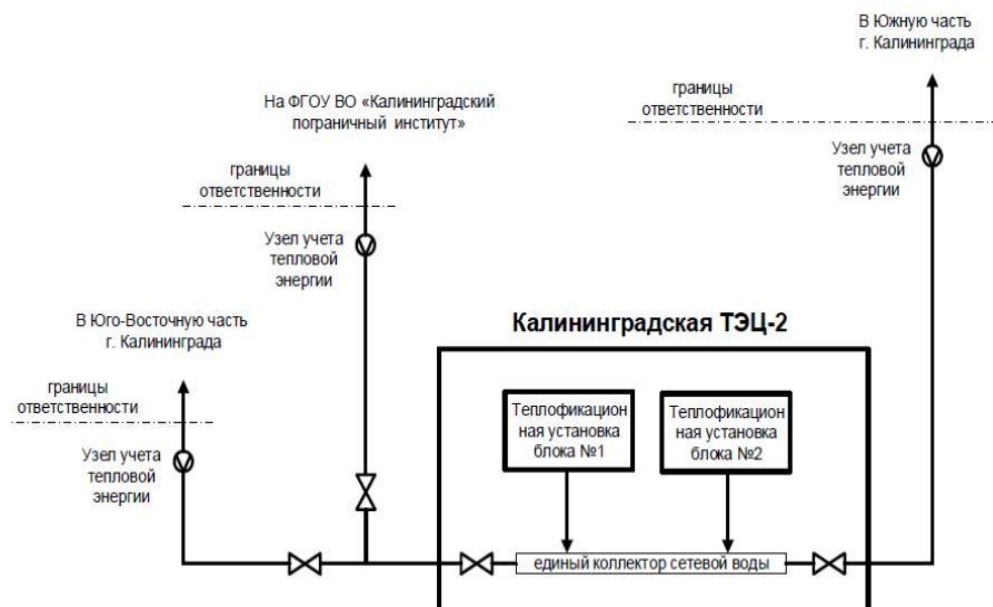 В Южную часть
г. Калининграда
границы
ответственности
Узел учета
тепловой
энергии
На ФГОУ ВО «Калининградский
пограничный институт»
границы
ответственности
Узел учета
тепловой
энергии
В Юго-Восточную часть
г. Калининграда
границы
ответственности
Узел учета
тепловой
энергии
Калининградская ТЭЦ-2
Теплофикацион
ная установка
блока №1
Теплофикацион
ная установка
блока №2
единый коллектор сетевой воды